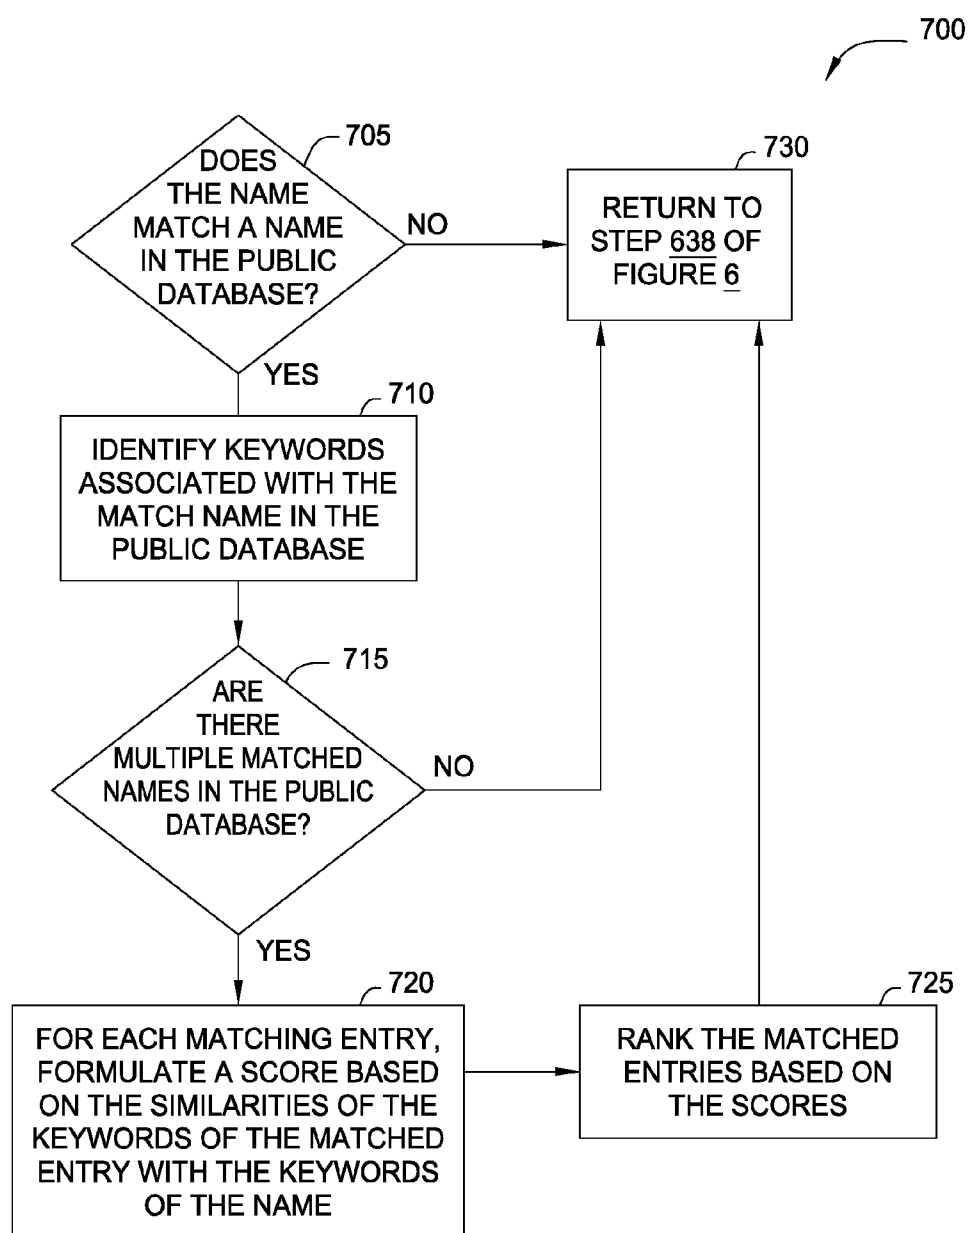 700
705
DOES
THE NAME
MATCH A NAME
IN THE PUBLIC
DATABASE?
NO
730
RETURN TO
STEP 638 OF
FIGURE 6
YES
710
IDENTIFY KEYWORDS
ASSOCIATED WITH THE
MATCH NAME IN THE
PUBLIC DATABASE
715
ARE
THERE
MULTIPLE MATCHED
NAMES IN THE PUBLIC
DATABASE?
NO
YES
720
FOR EACH MATCHING ENTRY,
FORMULATE A SCORE BASED
ON THE SIMILARITIES OF THE
KEYWORDS OF THE MATCHED
ENTRY WITH THE KEYWORDS
OF THE NAME
725
RANK THE MATCHED
ENTRIES BASED ON
THE SCORES